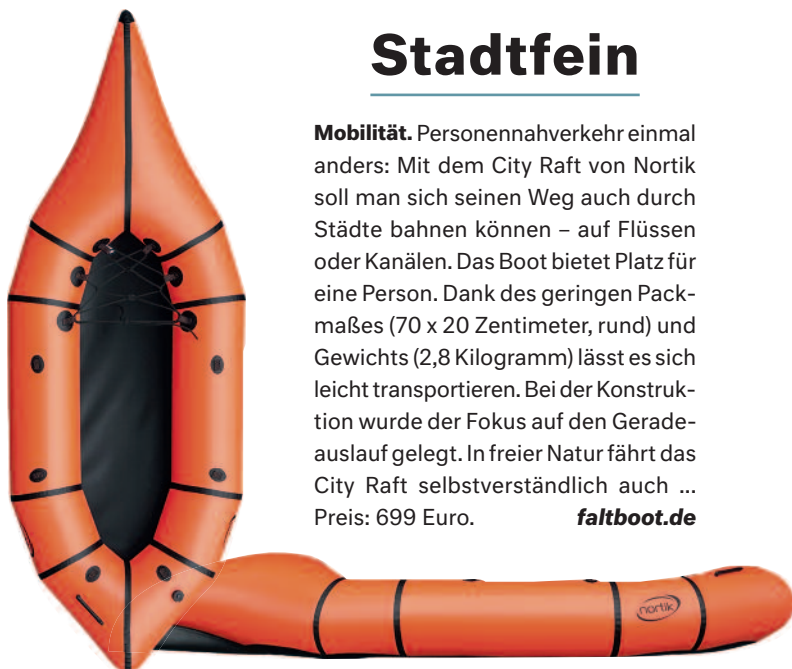 Stadtfein
Mobilität. Personennahverkehr einmal
anders: Mit dem City Raft von Nortik
soll man sich seinen Weg auch durch
Städte bahnen können – auf Flüssen
oder Kanälen. Das Boot bietet Platz für
eine Person. Dank des geringen Pack-
maßes (70 x 20 Zentimeter, rund) und
Gewichts (2,8 Kilogramm) lässt es sich
leicht transportieren. Bei der Konstruk-
tion wurde der Fokus auf den Gerade-
auslauf gelegt. In freier Natur fährt das
City Raft selbstverständlich auch ...
Preis: 699 Euro. faltboot.de
nortik